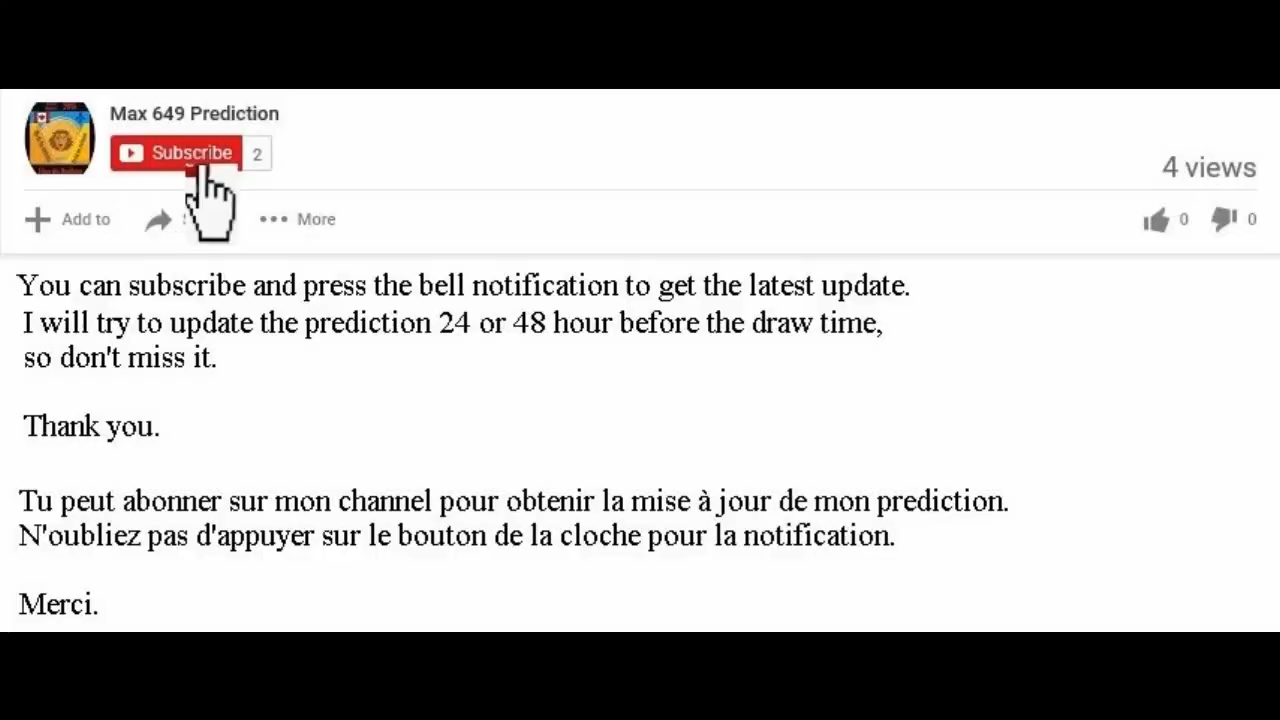 Max 649 Prediction
Subscribe 2
4 views
Add to
More
0 0
You can subscribe and press the bell notification to get the latest update.
I will try to update the prediction 24 or 48 hour before the draw time,
so don't miss it.
Thank you.
Tu peut abonner sur mon channel pour obtenir la mise à jour de mon prediction.
N'oubliez pas d'appuyer sur le bouton de la cloche pour la notification.
Merci.